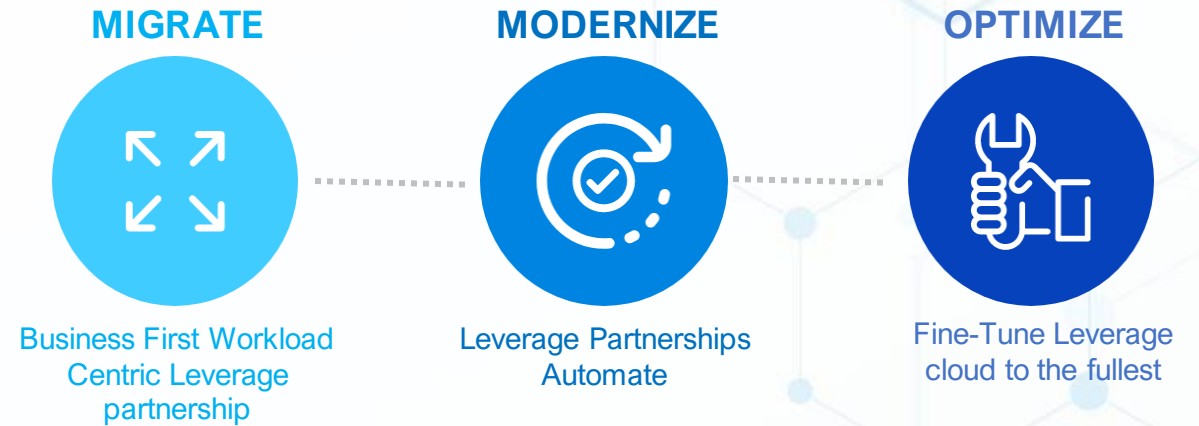 MIGRATE
MODERNIZE
OPTIMIZE
Business First Workload
Centric Leverage
partnership
Leverage Partnerships
Automate
Fine-Tune Leverage
cloud to the fullest